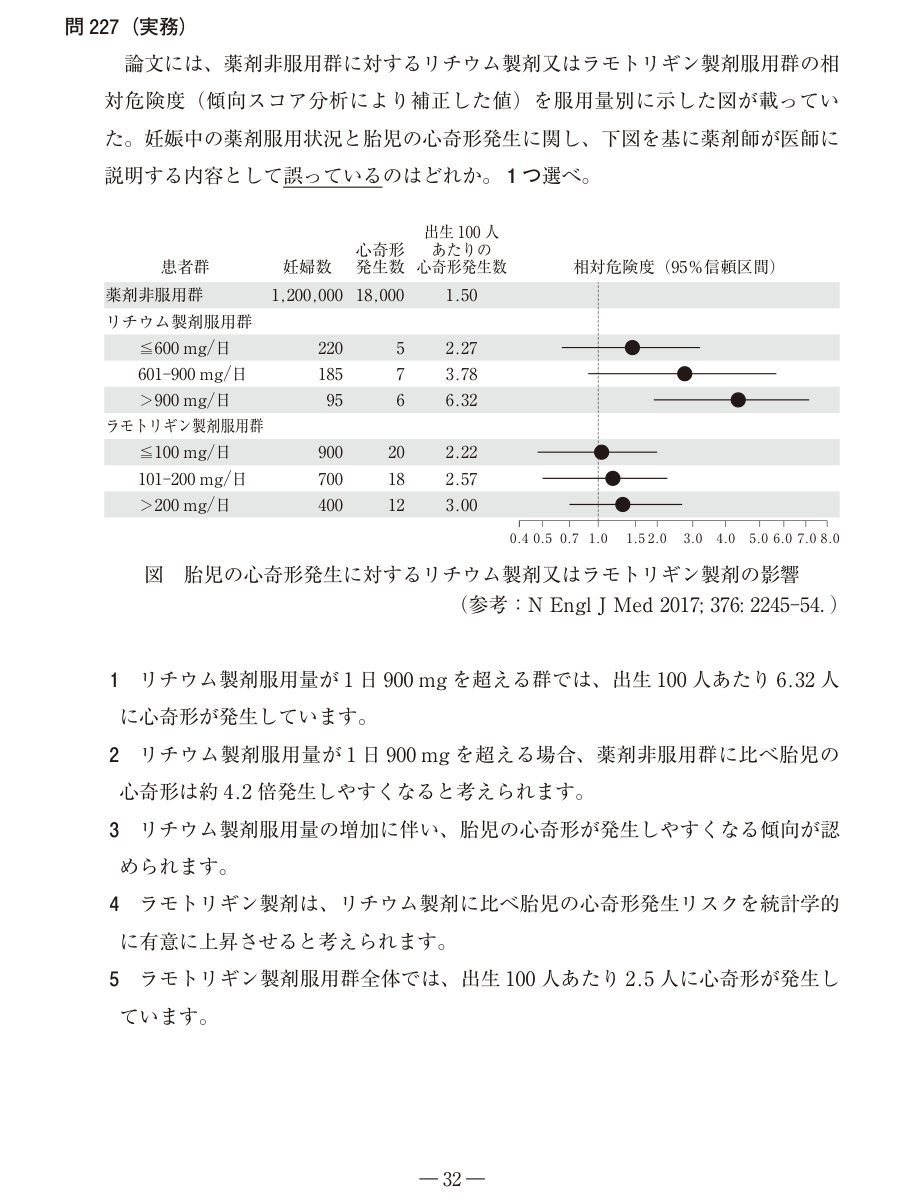 問 227（実務）
論文には、薬剤非服用群に対するリチウム製剤又はラモトリギン製剤服用群の相
対危険度（傾向スコア分析により補正した値）を服用量別に示した図が載ってい
た。妊娠中の薬剤服用状況と胎児の心奇形発生に関し、下図を基に薬剤師が医師に
説明する内容として誤っているのはどれか。1つ選べ。
出生 100 人
心奇形 あたりの
患者群 妊婦数 発生数 心奇形発生数 相対危険度（95％信頼区間）
薬剤非服用群 1,200,000 18,000 1.50
リチウム製剤服用群
≦600 mg/日 220 5 2.27
601-900 mg/日 185 7 3.78
＞900 mg/日 95 6 6.32
ラモトリギン製剤服用群
≦100 mg/日 900 20 2.22
101-200 mg/日 700 18 2.57
＞200 mg/日 400 12 3.00
0.4 0.5 0.7 1.0 1.5 2.0 3.0 4.0 5.0 6.0 7.0 8.0
図 胎児の心奇形発生に対するリチウム製剤又はラモトリギン製剤の影響
（参考：N Engl J Med 2017; 376: 2245-54.）
1 リチウム製剤服用量が 1 日 900 mg を超える群では、出生 100 人あたり 6.32 人
に心奇形が発生しています。
2 リチウム製剤服用量が 1 日 900 mg を超える場合、薬剤非服用群に比べ胎児の
心奇形は約 4.2 倍発生しやすくなると考えられます。
3 リチウム製剤服用量の増加に伴い、胎児の心奇形が発生しやすくなる傾向が認
められます。
4 ラモトリギン製剤は、リチウム製剤に比べ胎児の心奇形発生リスクを統計学的
に有意に上昇させると考えられます。
5 ラモトリギン製剤服用群全体では、出生 100 人あたり 2.5 人に心奇形が発生し
ています。
― 32 ―